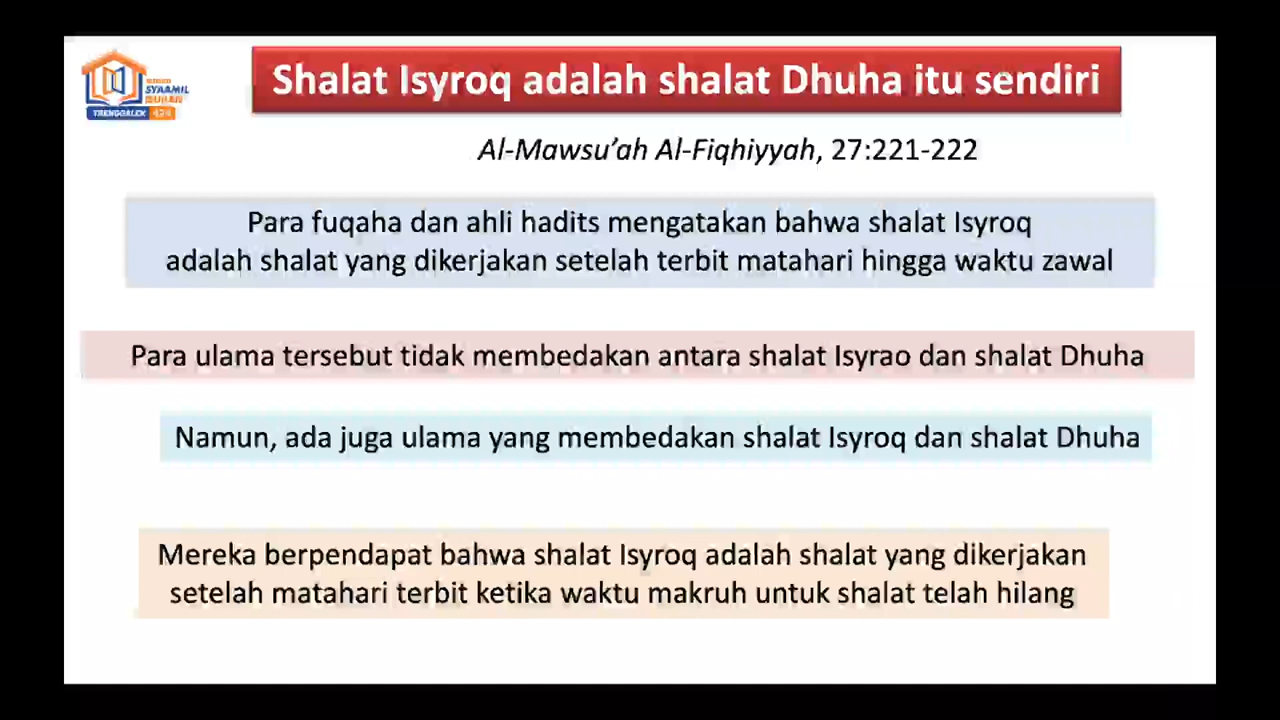 SYAAMIL
QURAN
TRENGGALEK 424
Shalat Isyroq adalah shalat Dhuha itu sendiri
Al-Mawsu'ah Al-Fiqhiyyah, 27:221-222
Para fuqaha dan ahli hadits mengatakan bahwa shalat Isyroq
adalah shalat yang dikerjakan setelah terbit matahari hingga waktu zawal
Para ulama tersebut tidak membedakan antara shalat Isyrao dan shalat Dhuha
Namun, ada juga ulama yang membedakan shalat Isyroq dan shalat Dhuha
Mereka berpendapat bahwa shalat Isyroq adalah shalat yang dikerjakan
setelah matahari terbit ketika waktu makruh untuk shalat telah hilang